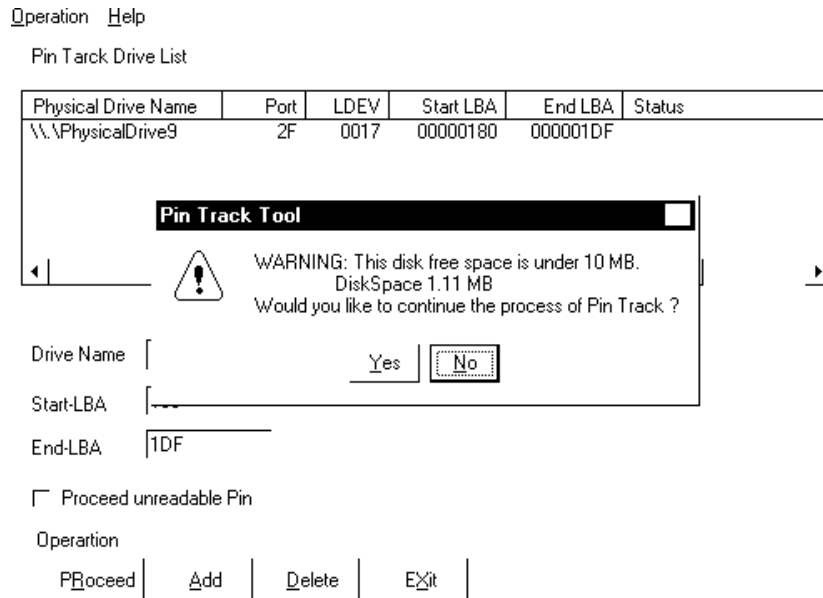 Operation Help
Pin Tarck Drive List
Physical Drive Name Port LDEV Start LBA End LBA Status
\\.\PhysicalDrive9 2F 0017 00000180 000001DF
Pin Track Tool
WARNING: This disk free space is under 10 MB.
DiskSpace 1.11 MB
Would you like to continue the process of Pin Track ?
Yes No
Drive Name
Start-LBA
End-LBA 1DF
Proceed unreadable Pin
Operartion
PRoceed Add Delete EXit